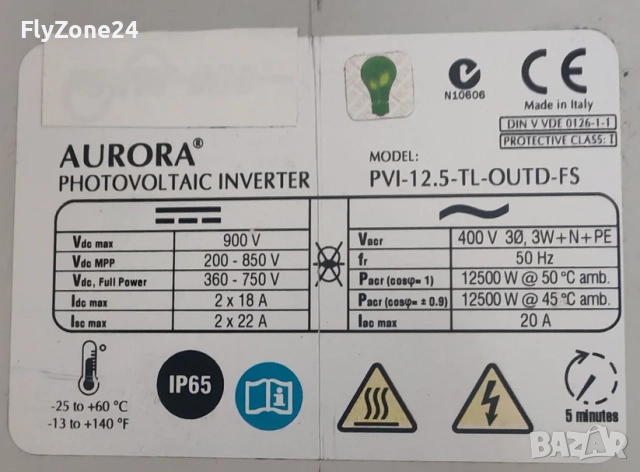 FlyZone24
N10606
CE
Made in Italy
DIN V VDE 0126-1-1
PROTECTIVE CLASS: I
AURORA®
PHOTOVOLTAIC INVERTER
MODEL:
PVI-12.5-TL-OUTD-FS
Vdc max 900 V
Vdc MPP 200 - 850 V
Vdc, Full Power 360 - 750 V
Idc max 2 x 18 A
Isc max 2 x 22 A
Vacr 400 V 3Ø, 3W+N+PE
fr 50 Hz
Pacr (cosφ= 1) 12500 W @ 50 °C amb.
Pacr (cosφ= ± 0.9) 12500 W @ 45°C amb.
Iac max 20 A
-25 to +60 °C
-13 to +140 °F
IP65
i
5 minutes
BAZAR